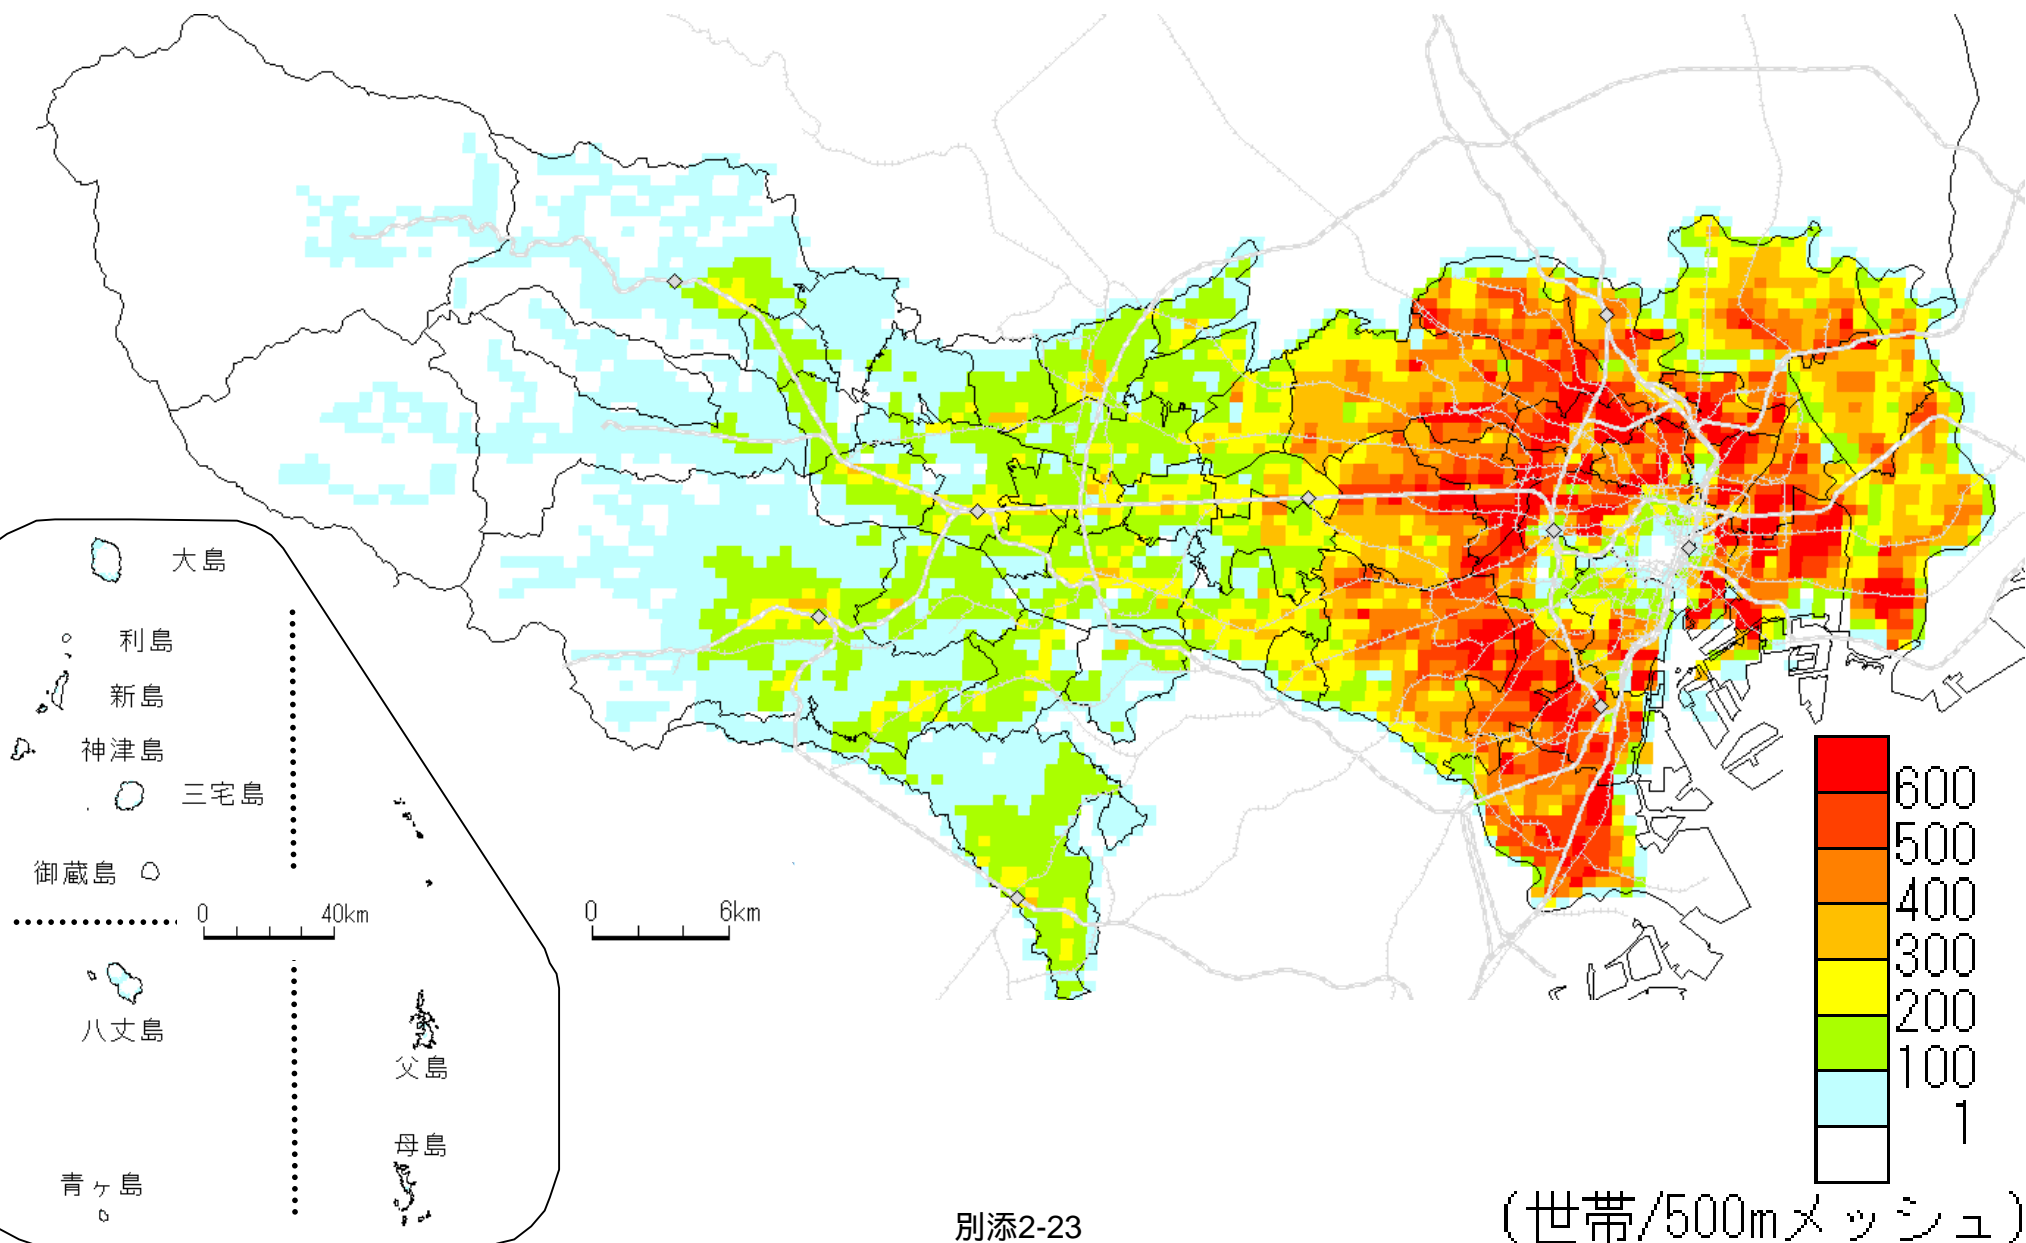 大島
利島
新島
神津島
三宅島
御蔵島
0 40km
0 6km
八丈島
父島
母島
青ヶ島
600
500
400
300
200
100
1
(世帯/500mメッシュ)
別添2-23